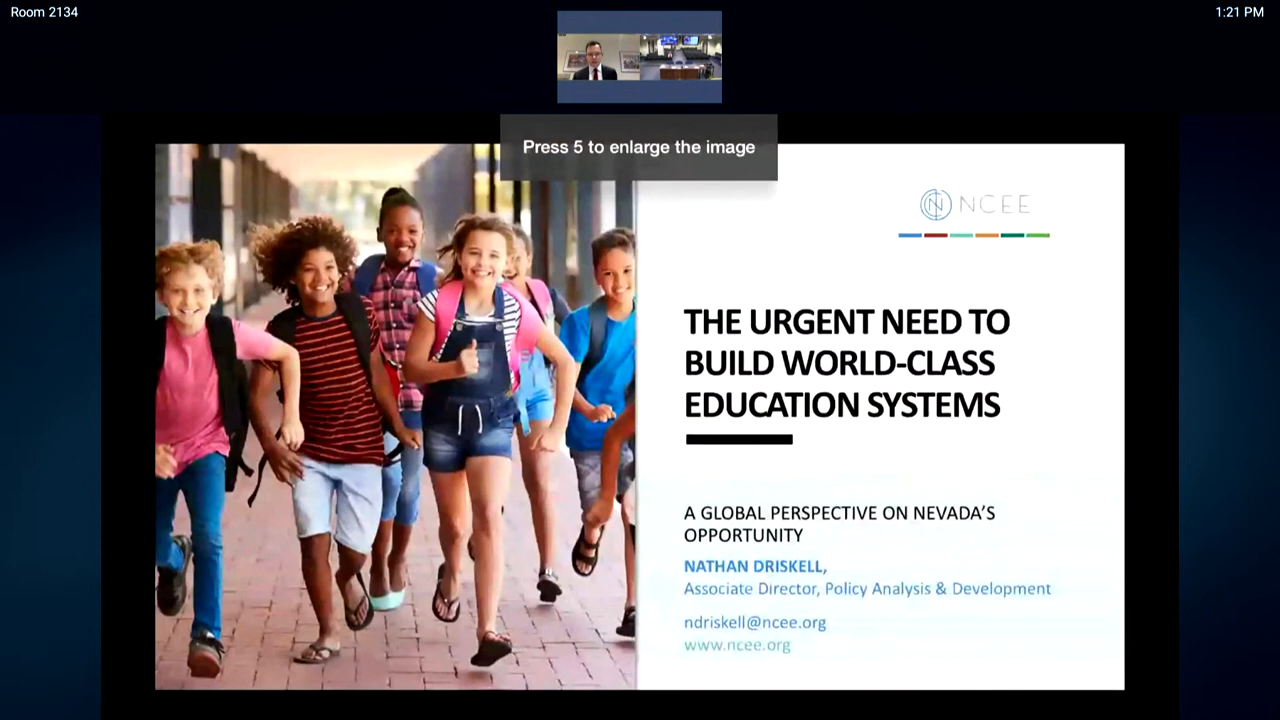 Room 2134
1:21 PM
Press 5 to enlarge the image
NCEE
THE URGENT NEED TO
BUILD WORLD-CLASS
EDUCATION SYSTEMS
A GLOBAL PERSPECTIVE ON NEVADA'S
OPPORTUNITY
NATHAN DRISKELL,
Associate Director, Policy Analysis & Development
ndriskell@ncee.org
www.ncee.org